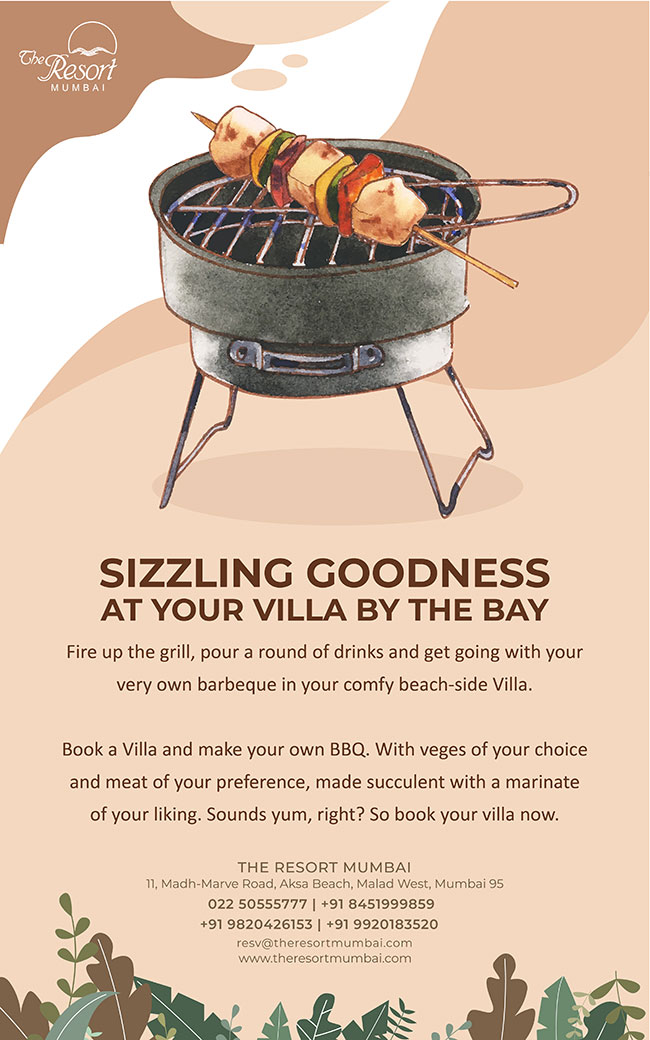 The
Resort
MUMBAI
SIZZLING GOODNESS
AT YOUR VILLA BY THE BAY
Fire up the grill, pour a round of drinks and get going with your
very own barbeque in your comfy beach-side Villa.
Book a Villa and make your own BBQ. With veges of your choice
and meat of your preference, made succulent with a marinate
of your liking. Sounds yum, right? So book your villa now.
THE RESORT MUMBAI
11, Madh-Marve Road, Aksa Beach, Malad West, Mumbai 95
022 50555777 | +91 8451999859
+91 9820426153 | +91 9920183520
resv@theresortmumbai.com
www.theresortmumbai.com